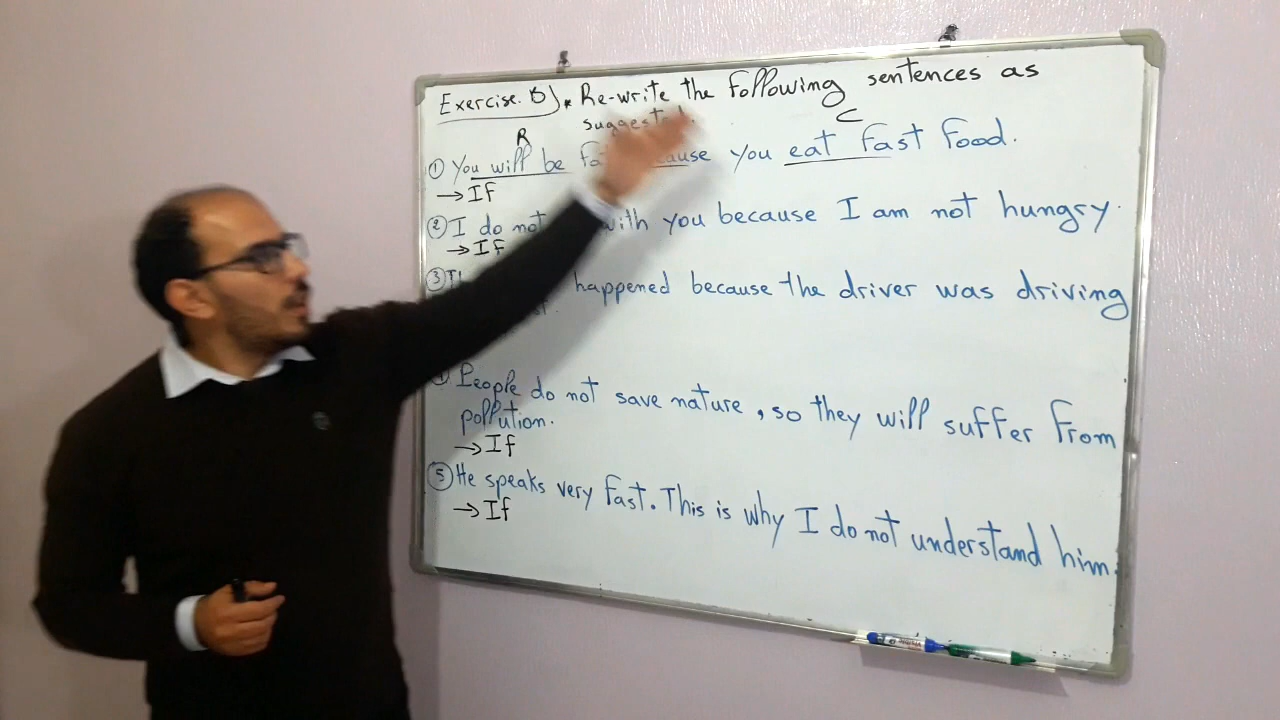 Exercise. B) * Re-write the following sentences as
suggested.
R C
① You will be fat because you eat fast food.
→ If
② I do not with you because I am not hungry.
→ If
③ happened because the driver was driving
④ People do not save nature, so they will suffer from
pollution.
→ If
⑤ He speaks very fast. This is why I do not understand him.
→ If